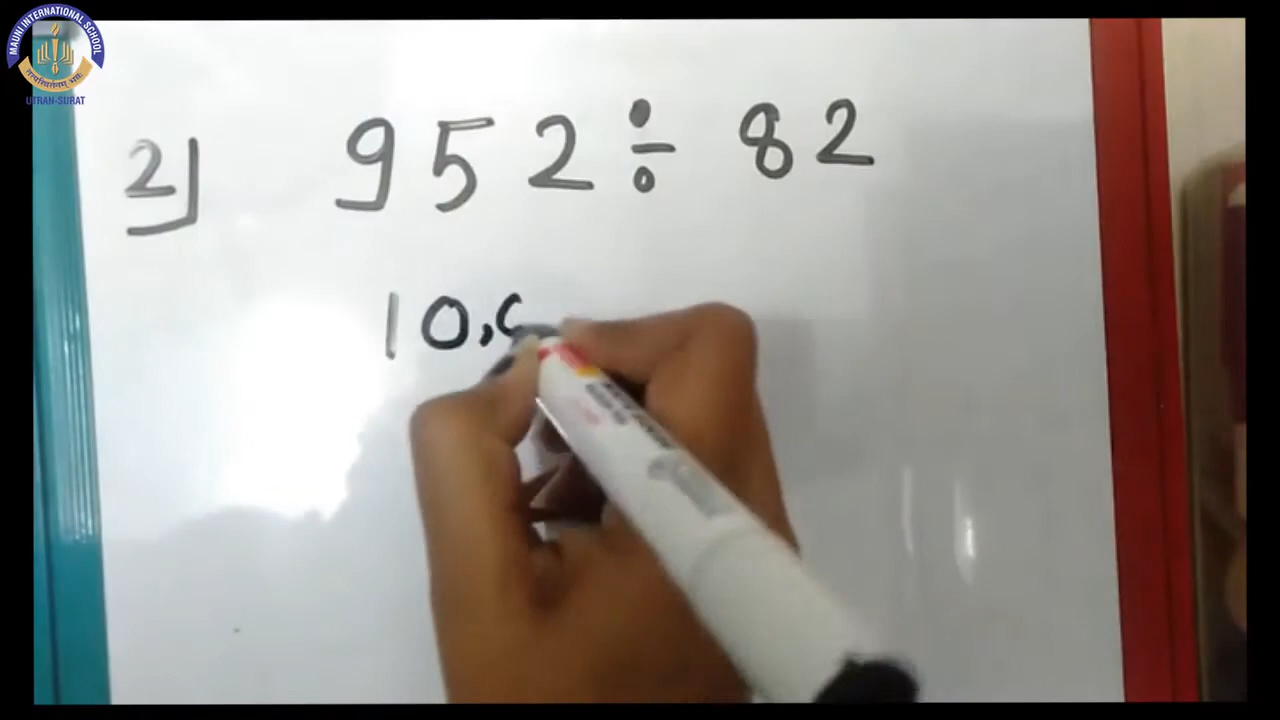 MAUNI INTERNATIONAL SCHOOL
UTRAN-SURAT
2) 952 ÷ 82
10,